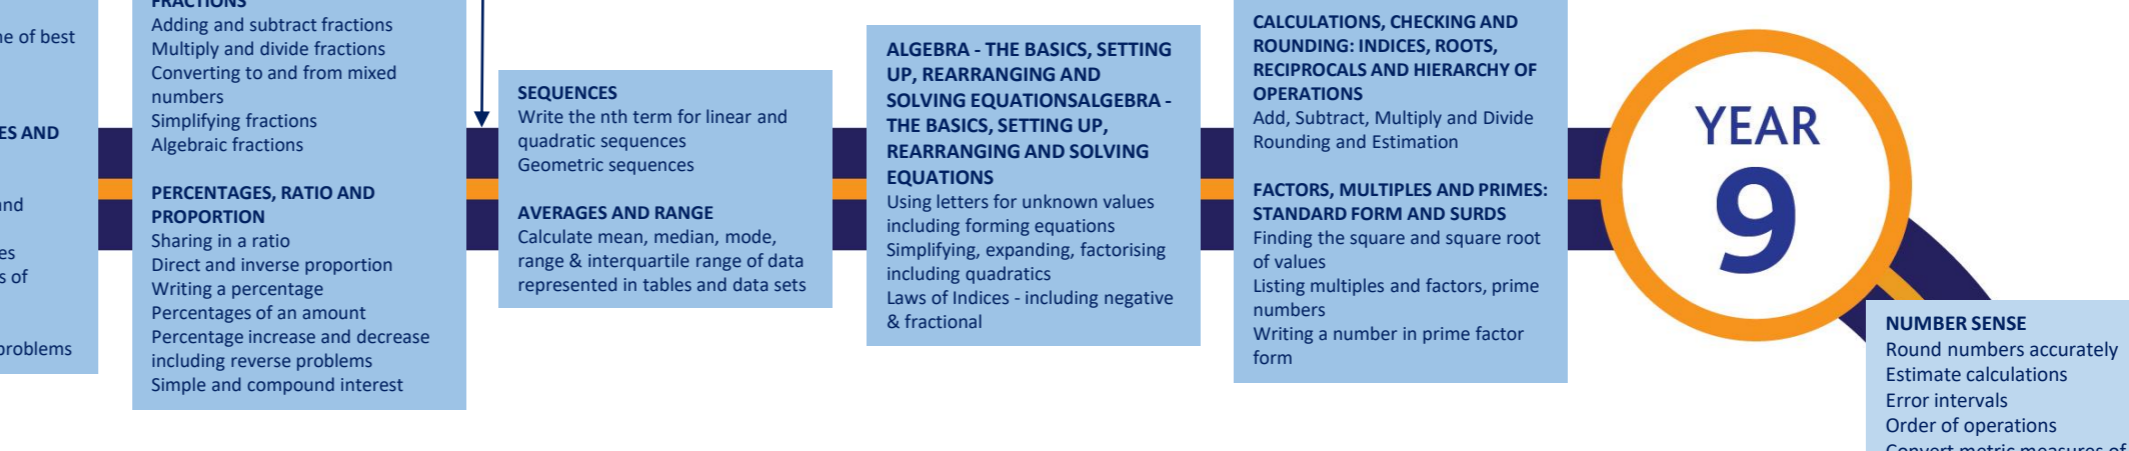 ne of best
ES AND
and
es
s of
problems
FRACTIONS
Adding and subtract fractions
Multiply and divide fractions
Converting to and from mixed
numbers
Simplifying fractions
Algebraic fractions
PERCENTAGES, RATIO AND
PROPORTION
Sharing in a ratio
Direct and inverse proportion
Writing a percentage
Percentages of an amount
Percentage increase and decrease
including reverse problems
Simple and compound interest
SEQUENCES
Write the nth term for linear and
quadratic sequences
Geometric sequences
AVERAGES AND RANGE
Calculate mean, median, mode,
range & interquartile range of data
represented in tables and data sets
ALGEBRA - THE BASICS, SETTING
UP, REARRANGING AND
SOLVING EQUATIONSALGEBRA -
THE BASICS, SETTING UP,
REARRANGING AND SOLVING
EQUATIONS
Using letters for unknown values
including forming equations
Simplifying, expanding, factorising
including quadratics
Laws of Indices - including negative
& fractional
CALCULATIONS, CHECKING AND
ROUNDING: INDICES, ROOTS,
RECIPROCALS AND HIERARCHY OF
OPERATIONS
Add, Subtract, Multiply and Divide
Rounding and Estimation
FACTORS, MULTIPLES AND PRIMES:
STANDARD FORM AND SURDS
Finding the square and square root
of values
Listing multiples and factors, prime
numbers
Writing a number in prime factor
form
YEAR
9
NUMBER SENSE
Round numbers accurately
Estimate calculations
Error intervals
Order of operations
Convert metric measures of